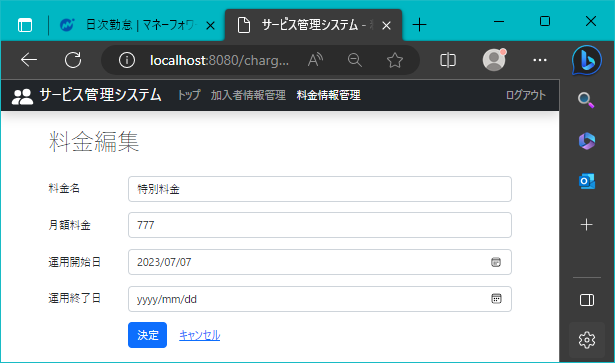 日次勤怠 | マネーフォワ
サービス管理システム -
localhost:8080/charg...
サービス管理システム トップ 加入者情報管理 料金情報管理 ログアウト
料金編集
料金名 特別料金
月額料金 777
運用開始日 2023/07/07
運用終了日 yyyy/mm/dd
決定 キャンセル